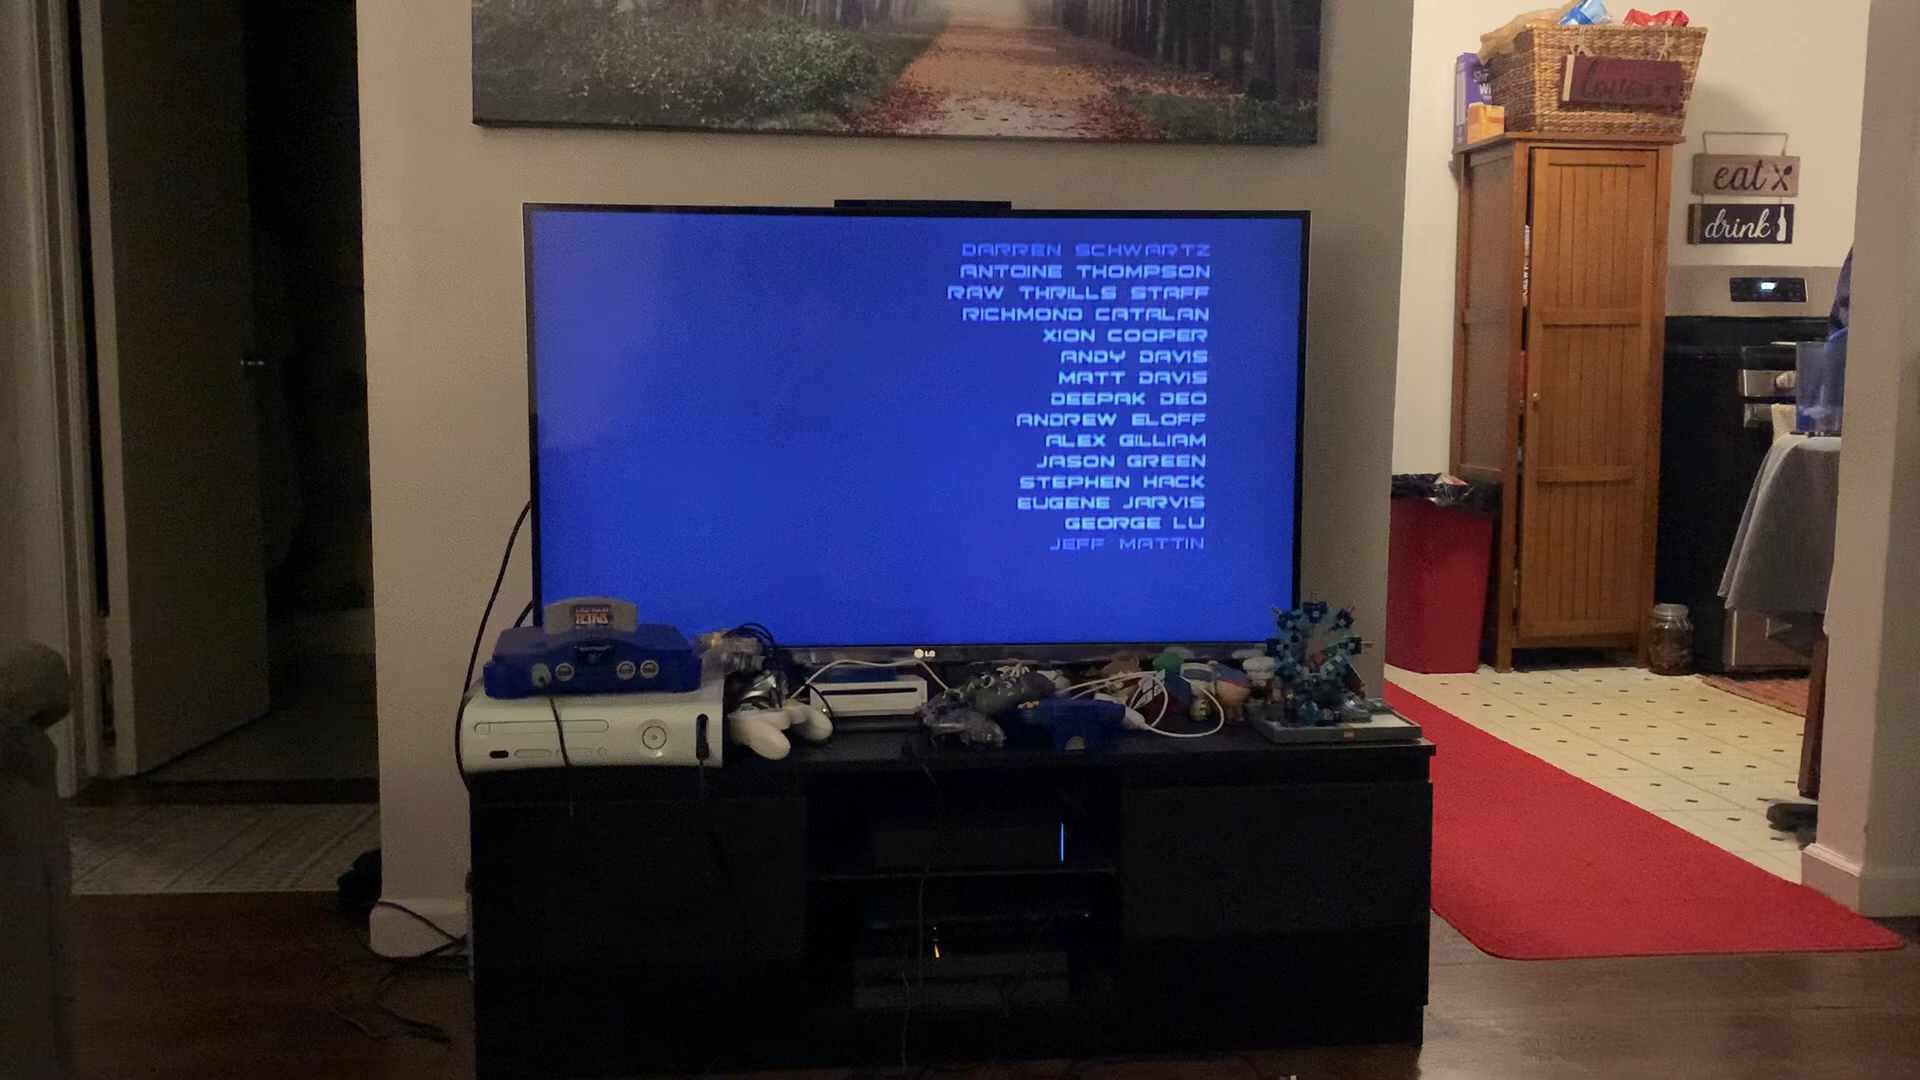 DARREN SCHWARTZ
ANTOINE THOMPSON
RAW THRILLS STAFF
RICHMOND CATALAN
XION COOPER
ANDY DAVIS
MATT DAVIS
DEEPAK DEO
ANDREW ELOFF
ALEX GILLIAM
JASON GREEN
STEPHEN HACK
EUGENE JARVIS
GEORGE LU
JEFF MATTIN
LG
TETRIS
eat
drink